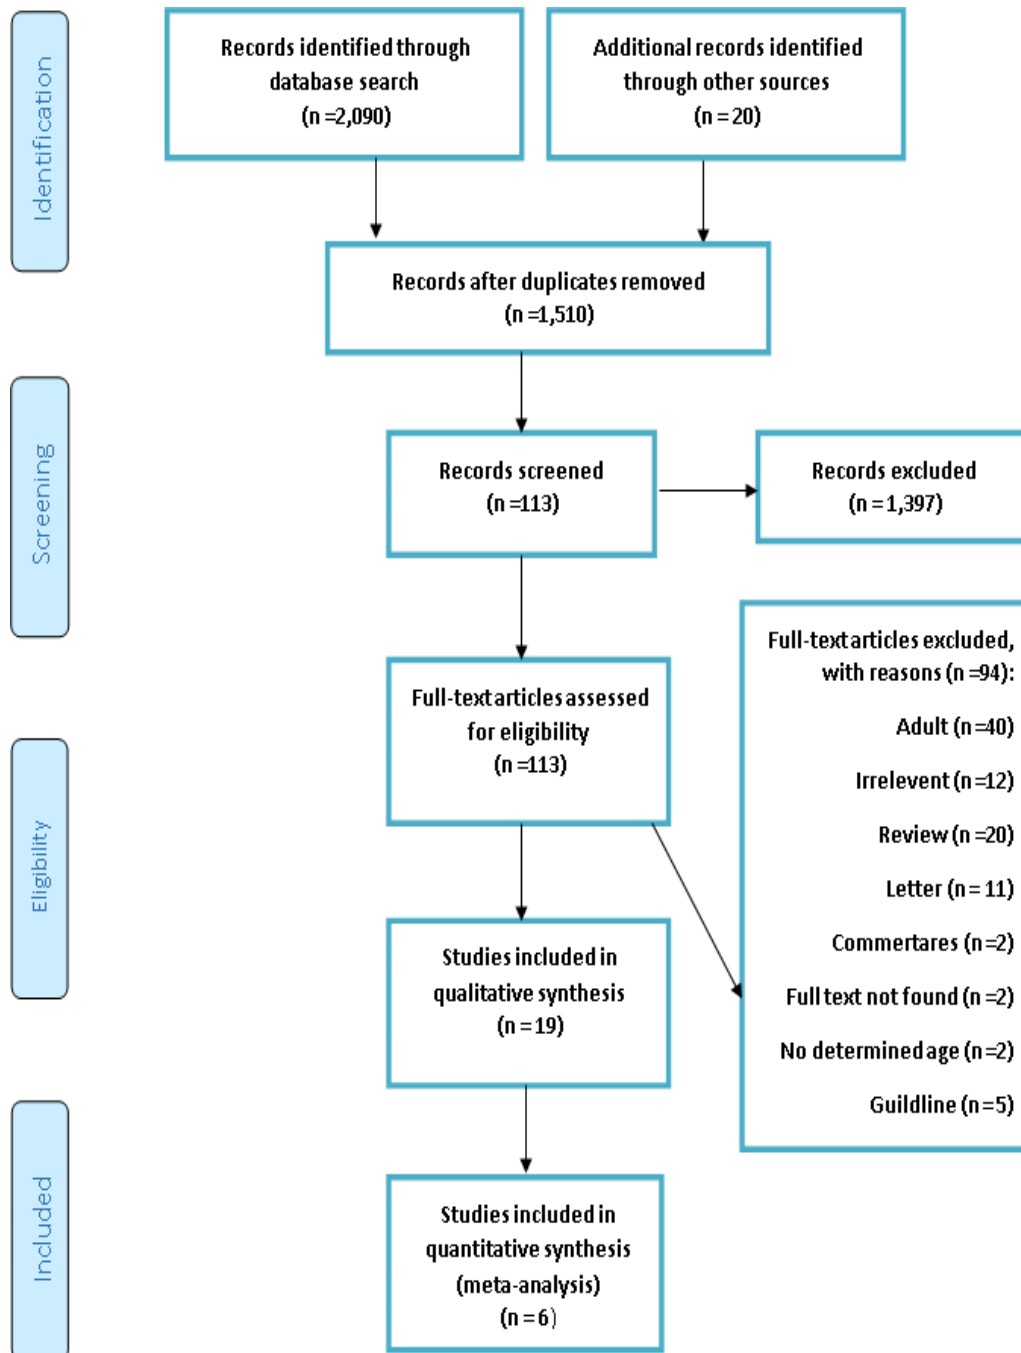 Identification
Records identified through
database search
(n =2,090)
Additional records identified
through other sources
(n = 20)
Records after duplicates removed
(n =1,510)
Screening
Records screened
(n =113)
Records excluded
(n = 1,397)
Eligibility
Full-text articles assessed
for eligibility
(n =113)
Full-text articles excluded,
with reasons (n =94):
Adult (n=40)
Irrelevent (n=12)
Review (n=20)
Letter (n= 11)
Commertares (n=2)
Full text not found (n=2)
No determined age (n=2)
Guildline (n=5)
Studies included in
qualitative synthesis
(n = 19)
Included
Studies included in
quantitative synthesis
(meta-analysis)
(n = 6)